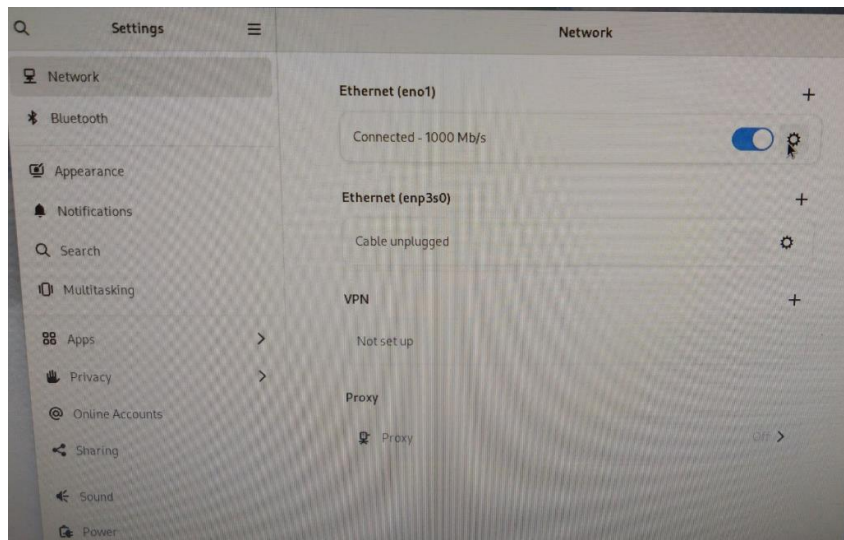 Settings
Network
Bluetooth
Appearance
Notifications
Search
Multitasking
Apps
Privacy
Online Accounts
Sharing
Sound
Power
Network
Ethernet (eno1)
Connected - 1000 Mb/s
Ethernet (enp3s0)
Cable unplugged
VPN
Not set up
Proxy
Proxy
Off